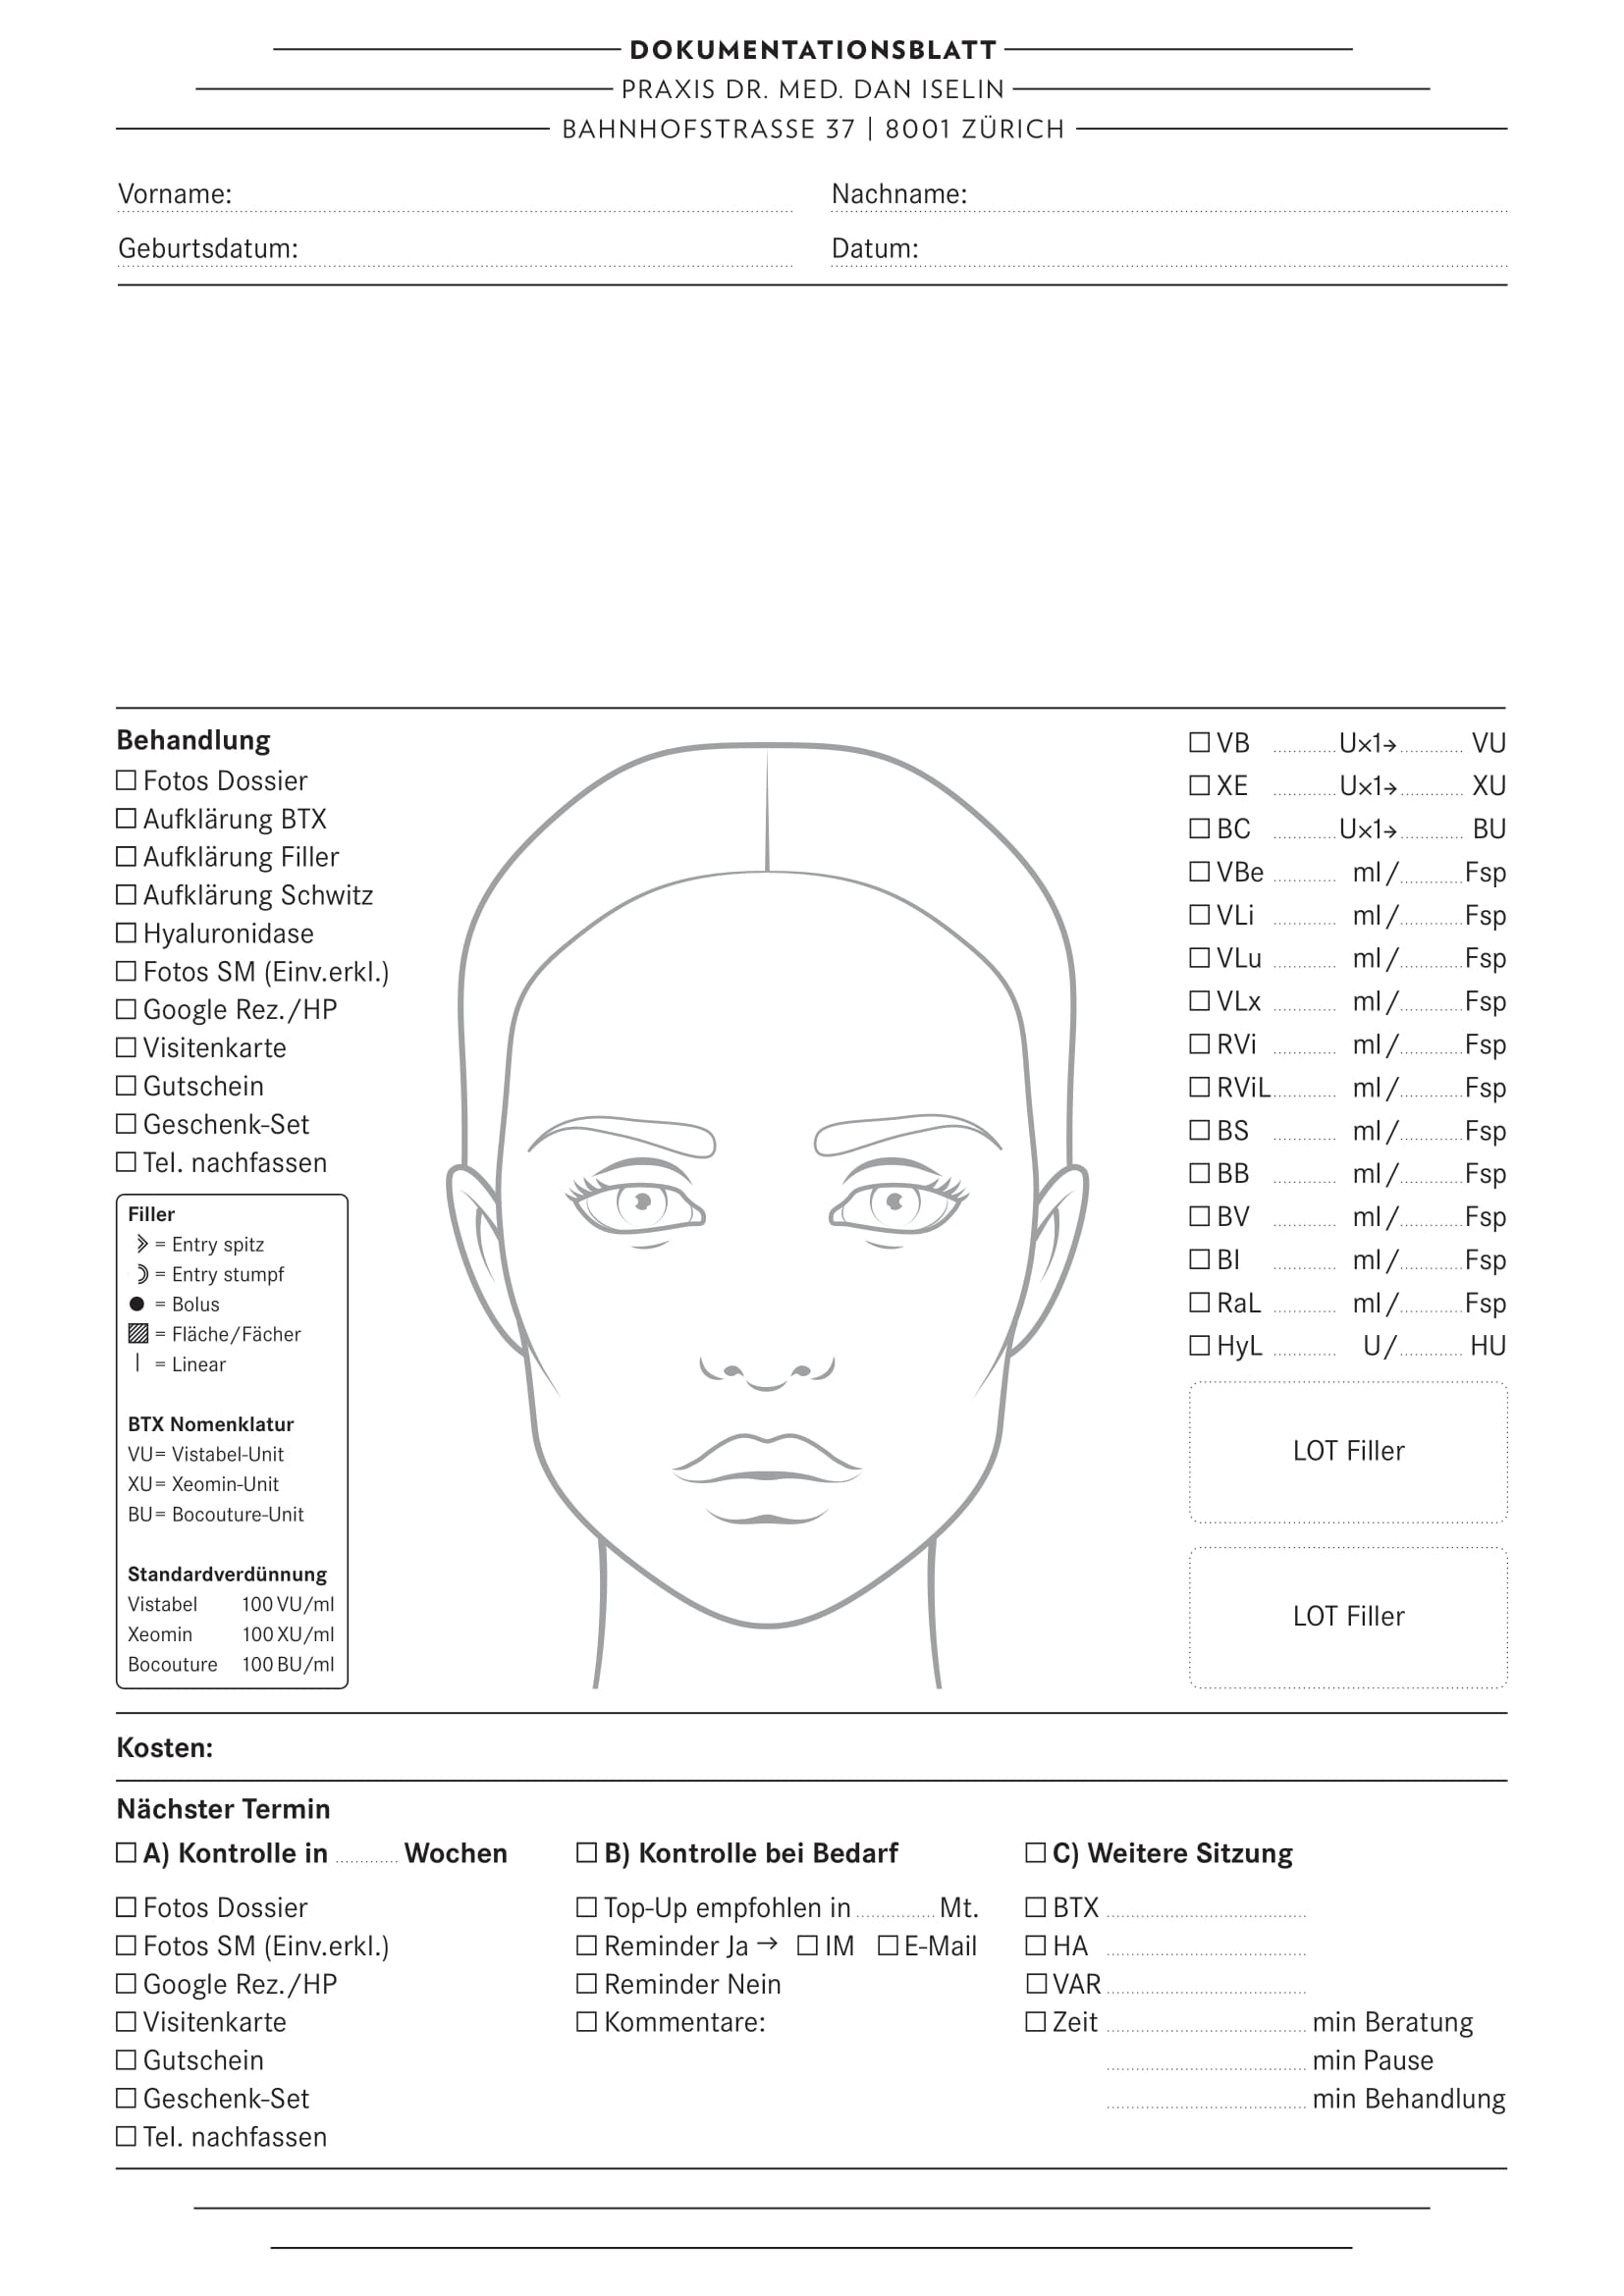 DOKUMENTATIONSBLATT
PRAXIS DR. MED. DAN ISELIN
BAHNHOFSTRASSE 37 | 8001 ZÜRICH
Vorname:
Nachname:
Geburtsdatum:
Datum:
Behandlung
☐ Fotos Dossier
☐ Aufklärung BTX
☐ Aufklärung Filler
☐ Aufklärung Schwitz
☐ Hyaluronidase
☐ Fotos SM (Einv.erkl.)
☐ Google Rez./HP
☐ Visitenkarte
☐ Gutschein
☐ Geschenk-Set
☐ Tel. nachfassen
Filler
= Entry spitz
= Entry stumpf
● = Bolus
▨ = Fläche/Fächer
| = Linear
BTX Nomenklatur
VU= Vistabel-Unit
XU= Xeomin-Unit
BU= Bocouture-Unit
Standardverdünnung
Vistabel 100 VU/ml
Xeomin 100 XU/ml
Bocouture 100 BU/ml
☐ VB ............ U×1→ ............ VU
☐ XE ............ U×1→ ............ XU
☐ BC ............ U×1→ ............ BU
☐ VBe ............ ml/ ............ Fsp
☐ VLi ............ ml/ ............ Fsp
☐ VLu ............ ml/ ............ Fsp
☐ VLx ............ ml/ ............ Fsp
☐ RVi ............ ml/ ............ Fsp
☐ RViL ............ ml/ ............ Fsp
☐ BS ............ ml/ ............ Fsp
☐ BB ............ ml/ ............ Fsp
☐ BV ............ ml/ ............ Fsp
☐ BI ............ ml/ ............ Fsp
☐ RaL ............ ml/ ............ Fsp
☐ HyL ............ U/ ............ HU
LOT Filler
LOT Filler
Kosten:
Nächster Termin
☐ A) Kontrolle in ............ Wochen
☐ Fotos Dossier
☐ Fotos SM (Einv.erkl.)
☐ Google Rez./HP
☐ Visitenkarte
☐ Gutschein
☐ Geschenk-Set
☐ Tel. nachfassen
☐ B) Kontrolle bei Bedarf
☐ Top-Up empfohlen in ............ Mt.
☐ Reminder Ja → ☐ IM ☐ E-Mail
☐ Reminder Nein
☐ Kommentare:
☐ C) Weitere Sitzung
☐ BTX ............
☐ HA ............
☐ VAR ............
☐ Zeit ............ min Beratung
............ min Pause
............ min Behandlung